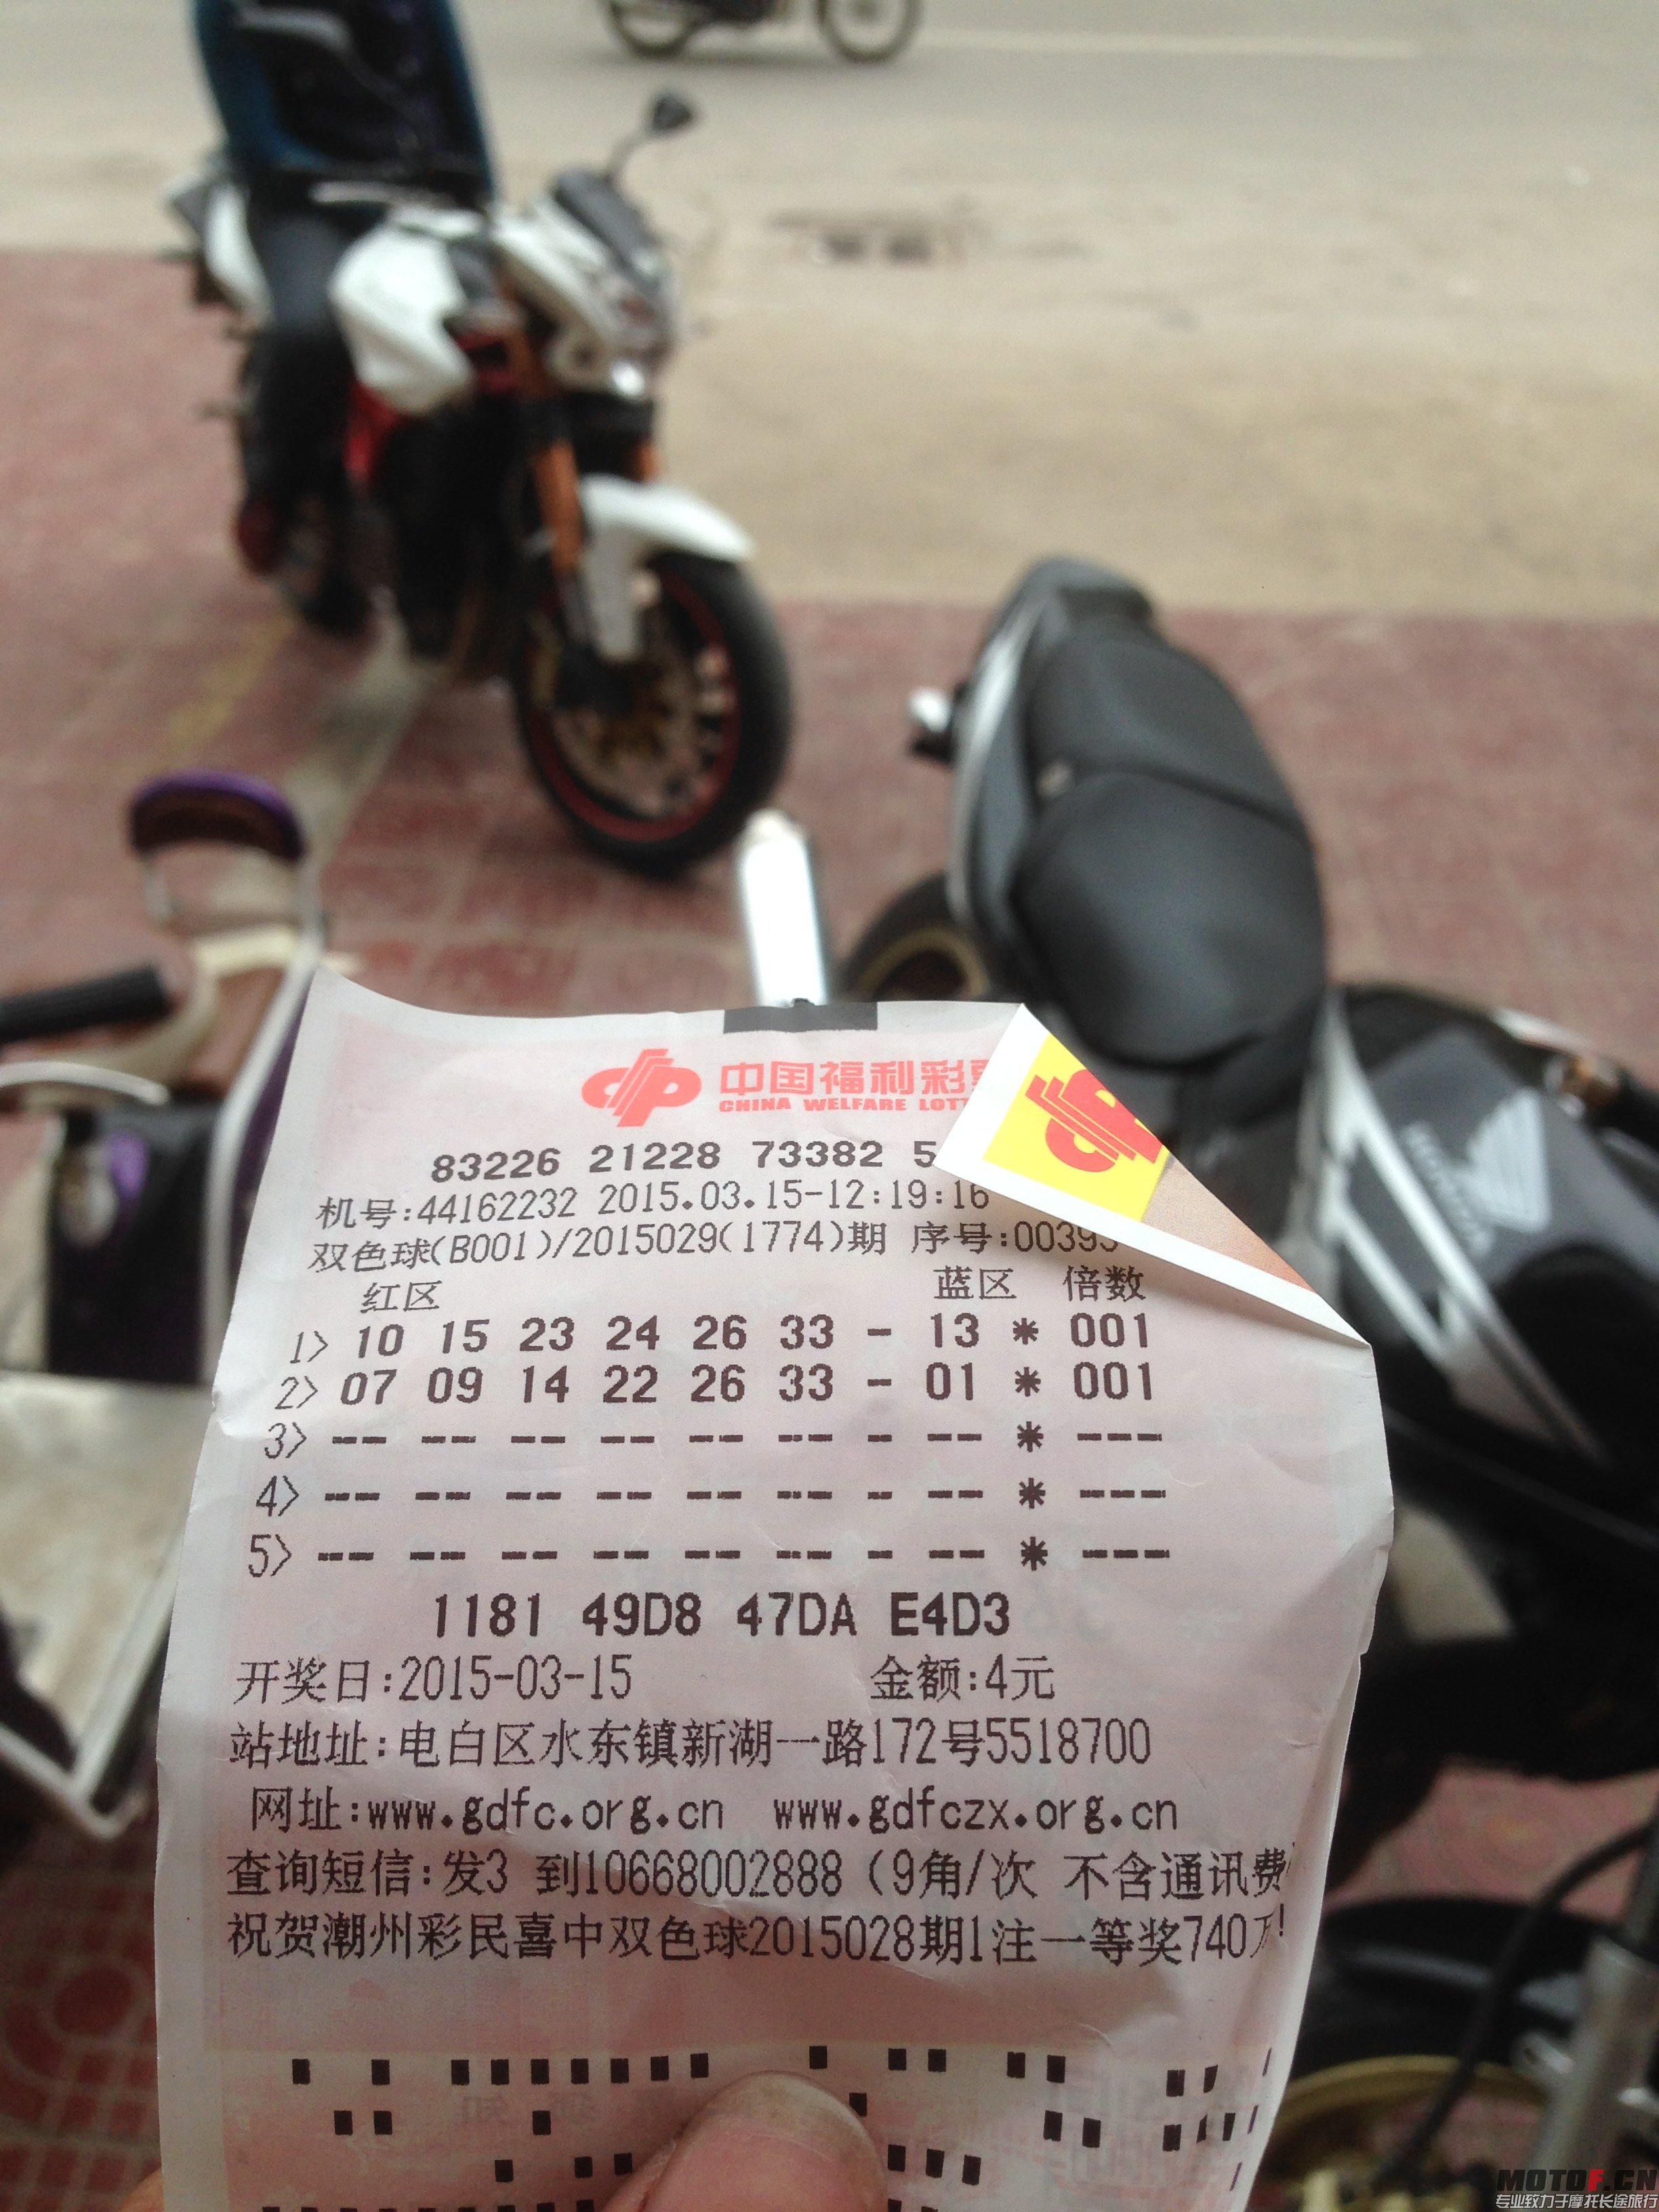 中国福利彩
CHINA WELFARE LOT
83226 21228 73382 5
机号:44162232 2015.03.15-12:19:16
双色球(B001)/2015029(1774)期 序号:00395
红区 蓝区 倍数
1> 10 15 23 24 26 33 - 13 * 001
2> 07 09 14 22 26 33 - 01 * 001
3> -- -- -- -- -- -- - -- * ---
4> -- -- -- -- -- -- - -- * ---
5> -- -- -- -- -- -- - -- * ---
1181 49D8 47DA E4D3
开奖日:2015-03-15 金额:4元
站地址:电白区水东镇新湖一路172号5518700
网址:www.gdfc.org.cn www.gdfczx.org.cn
查询短信:发3 到10668002888 (9角/次 不含通讯费
祝贺潮州彩民喜中双色球2015028期1注一等奖740万!
HONDA
MOTOF.CN
专业致力于摩托长途旅行